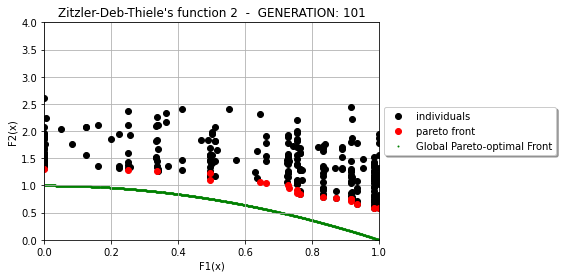 Zitzler-Deb-Thiele's function 2 - GENERATION: 101
4.0
3.5
3.0
2.5
2.0
1.5
1.0
0.5
0.0
F2(x)
0.0 0.2 0.4 0.6 0.8 1.0
F1(x)
individuals
pareto front
Global Pareto-optimal Front